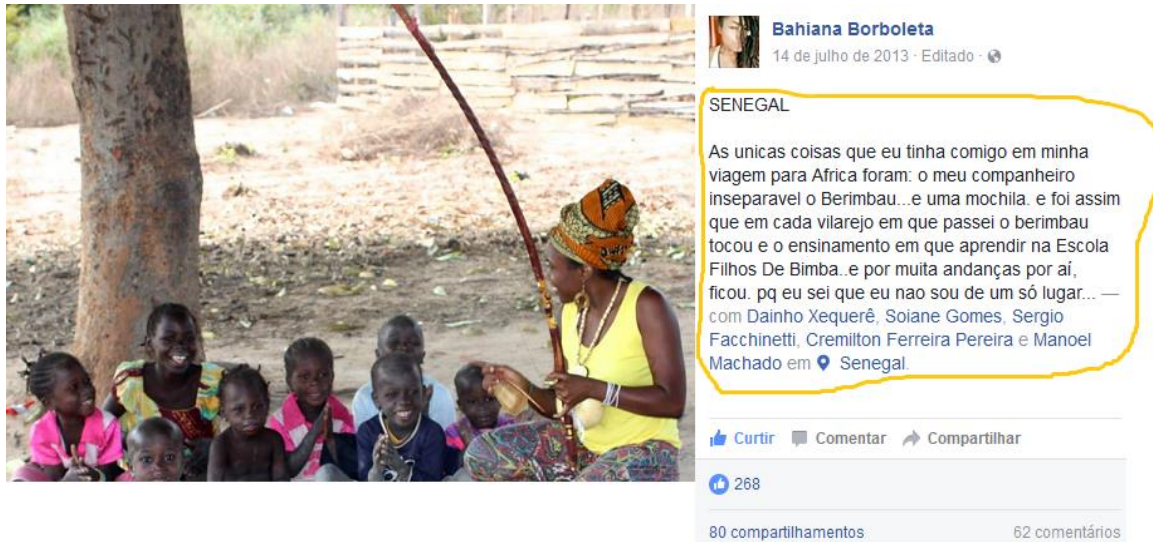 Bahiana Borboleta
14 de julho de 2013 · Editado ·
SENEGAL
As unicas coisas que eu tinha comigo em minha
viagem para Africa foram: o meu companheiro
inseparavel o Berimbau...e uma mochila. e foi assim
que em cada vilarejo em que passei o berimbau
tocou e o ensinamento em que aprendir na Escola
Filhos De Bimba..e por muita andanças por aí,
ficou. pq eu sei que eu nao sou de um só lugar... —
com Dainho Xequerê, Soiane Gomes, Sergio
Facchinetti, Cremilton Ferreira Pereira e Manoel
Machado em Senegal.
Curtir Comentar Compartilhar
268
80 compartilhamentos 62 comentários